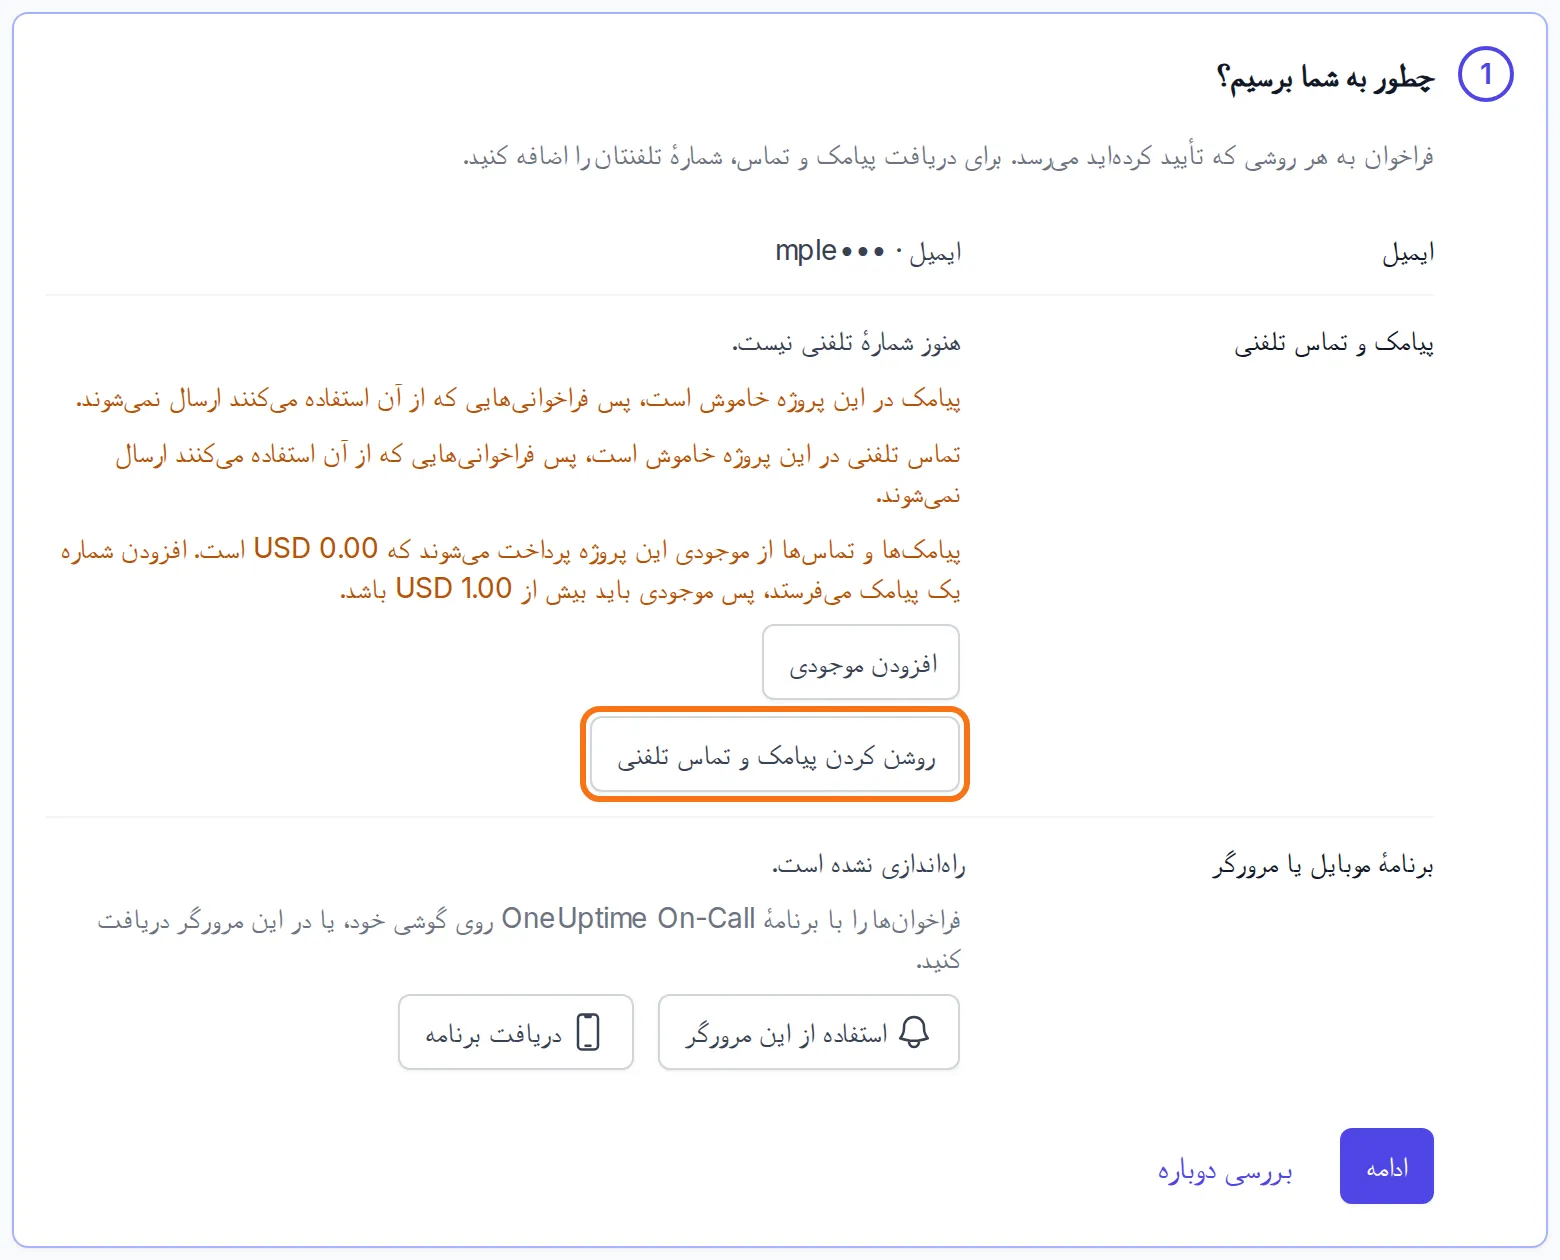 1
چطور به شما برسیم؟
فراخوان به هر روشی که تأیید کرده‌اید می‌رسد. برای دریافت پیامک و تماس، شمارهٔ تلفنتان را اضافه کنید.
ایمیل
ایمیل · •••mple
پیامک و تماس تلفنی
هنوز شمارهٔ تلفنی نیست.
پیامک در این پروژه خاموش است، پس فراخوانی‌هایی که از آن استفاده می‌کنند ارسال نمی‌شوند.
تماس تلفنی در این پروژه خاموش است، پس فراخوانی‌هایی که از آن استفاده می‌کنند ارسال
نمی‌شوند.
پیامک‌ها و تماس‌ها از موجودی این پروژه پرداخت می‌شوند که 0.00 USD است. افزودن شماره
یک پیامک می‌فرستد، پس موجودی باید بیش از 1.00 USD باشد.
افزودن موجودی
روشن کردن پیامک و تماس تلفنی
برنامهٔ موبایل یا مرورگر
راه‌اندازی نشده است.
فراخوان‌ها را با برنامهٔ OneUptime On-Call روی گوشی خود، یا در این مرورگر دریافت
کنید.
استفاده از این مرورگر
دریافت برنامه
ادامه
بررسی دوباره